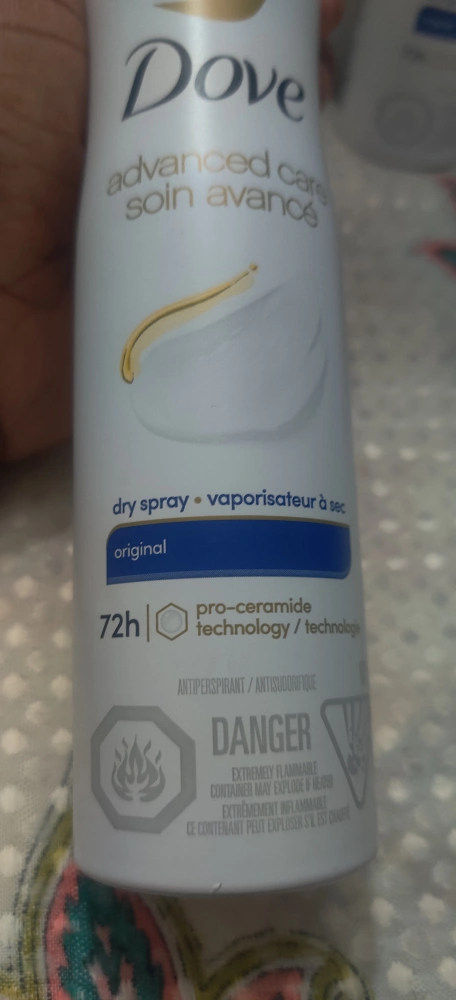 Dove
advanced care
soin avancé
dry spray • vaporisateur à sec
original
72h
pro-ceramide
technology / technologie
ANTIPERSPIRANT / ANTISUDORIFIQUE
DANGER
EXTREMELY FLAMMABLE
CONTAINER MAY EXPLODE IF HEATED
EXTRÊMEMENT INFLAMMABLE
CE CONTENANT PEUT EXPLOSER S'IL EST CHAUFFÉ